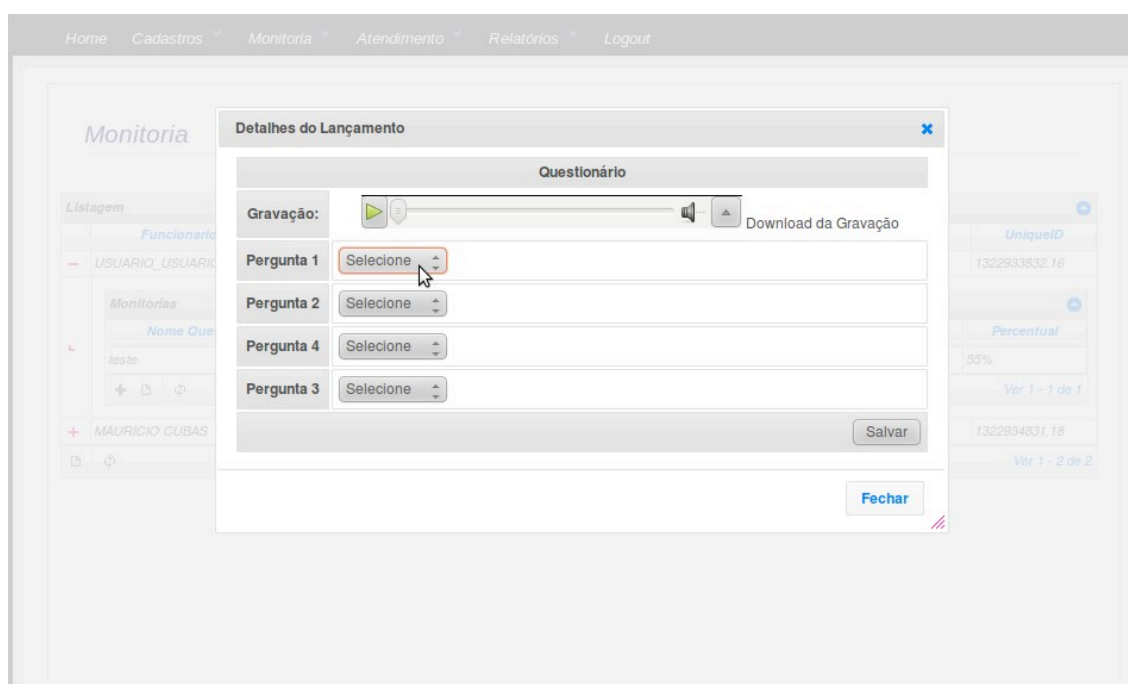 Home Cadastros Monitoria Atendimento Relatórios Logout
Monitoria
Detalhes do Lançamento
Questionário
Gravação: Download da Gravação
Pergunta 1 Selecione
Pergunta 2 Selecione
Pergunta 4 Selecione
Pergunta 3 Selecione
Salvar
Fechar
Listagem
Funcionario UniqueID
USUARIO_USUARIO 1322933832.16
Monitorias
Nome Que Percentual
teste 55%
Ver 1 - 1 de 1
MAURICIO CUBAS 1322934831.18
Ver 1 - 2 de 2